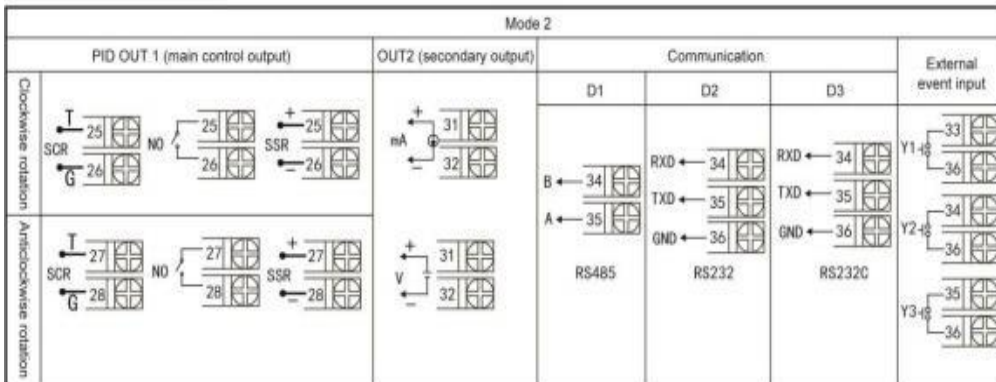 Mode 2
PID OUT 1 (main control output)
OUT2 (secondary output)
Communication
External
event input
D1
D2
D3
Clockwise rotation
T
SCR
G
25
26
NO
25
26
+
SSR
−
25
26
+
mA
−
31
32
B
34
A
35
RS485
RXD
34
TXD
35
GND
36
RS232
RXD
34
TXD
35
GND
36
RS232C
Y1
33
36
Y2
34
36
Y3
35
36
Anticlockwise rotation
T
SCR
G
27
28
NO
27
28
+
SSR
−
27
28
+
V
−
31
32